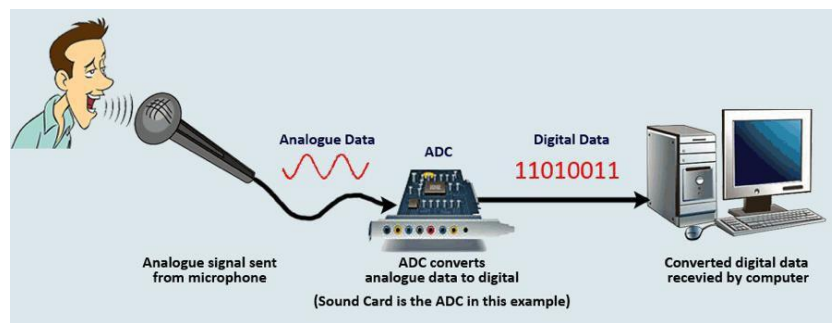 Analogue Data
ADC
Digital Data
11010011
Analogue signal sent
from microphone
ADC converts
analogue data to digital
(Sound Card is the ADC in this example)
Converted digital data
recevied by computer